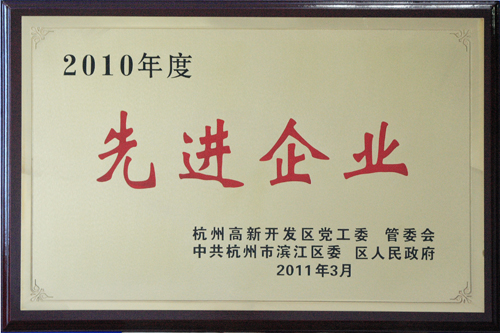 2010年度
先进企业
杭州高新开发区党工委 管委会
中共杭州市滨江区委 区人民政府
2011年3月